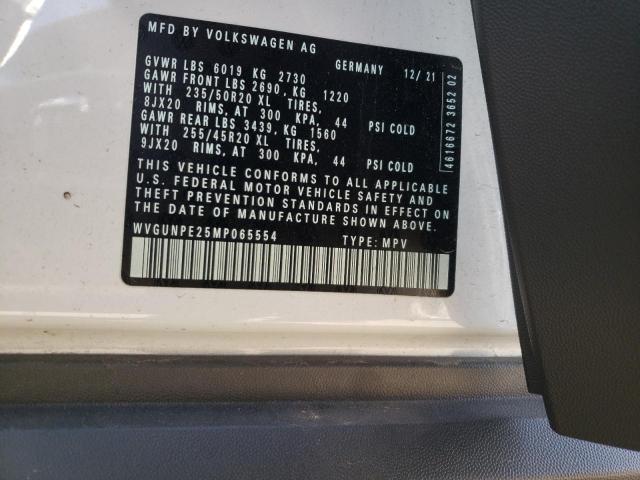 MFD BY VOLKSWAGEN AG
GERMANY 12/21
GVWR LBS 6019 KG 2730
GAWR FRONT LBS 2690, KG 1220
WITH 235/50R20 XL TIRES,
8JX20 RIMS, AT 300 KPA, 44 PSI COLD
GAWR REAR LBS 3439, KG 1560
WITH 255/45R20 XL TIRES,
9JX20 RIMS, AT 300 KPA, 44 PSI COLD
THIS VEHICLE CONFORMS TO ALL APPLICABLE
U.S. FEDERAL MOTOR VEHICLE SAFETY AND
THEFT PREVENTION STANDARDS IN EFFECT ON
THE DATE OF MANUFACTURE SHOWN ABOVE.
WVGUNPE25MP065554 TYPE: MPV
4616672 3652 02